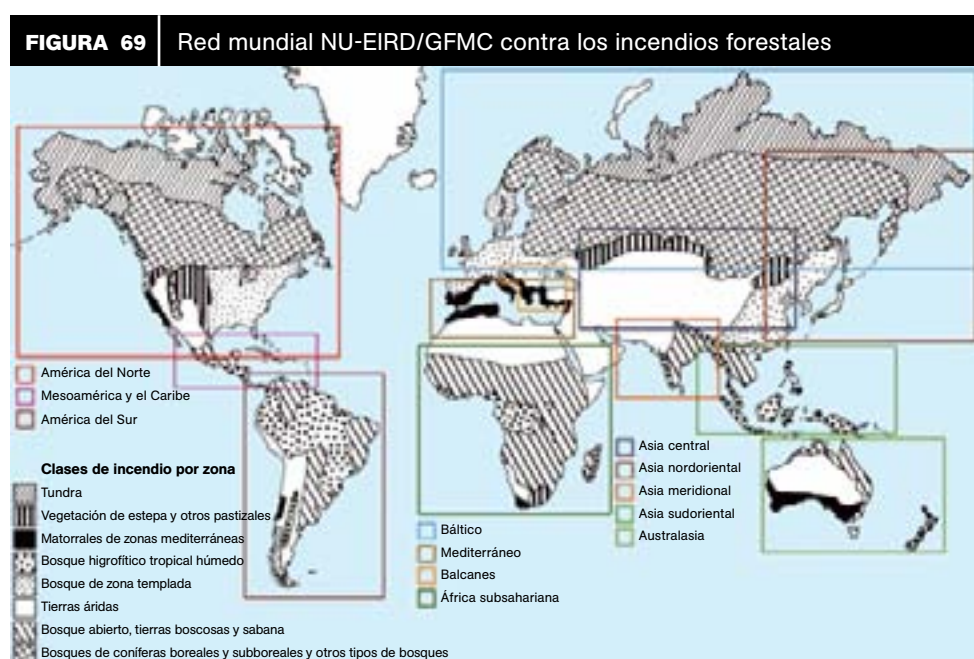 FIGURA 69
Red mundial NU-EIRD/GFMC contra los incendios forestales
América del Norte
Mesoamérica y el Caribe
América del Sur
Clases de incendio por zona
Tundra
Vegetación de estepa y otros pastizales
Matorrales de zonas mediterráneas
Bosque higrofítico tropical húmedo
Bosque de zona templada
Tierras áridas
Bosque abierto, tierras boscosas y sabana
Bosques de coníferas boreales y subboreales y otros tipos de bosques
Báltico
Mediterráneo
Balcanes
África subsahariana
Asia central
Asia nordoriental
Asia meridional
Asia sudoriental
Australasia